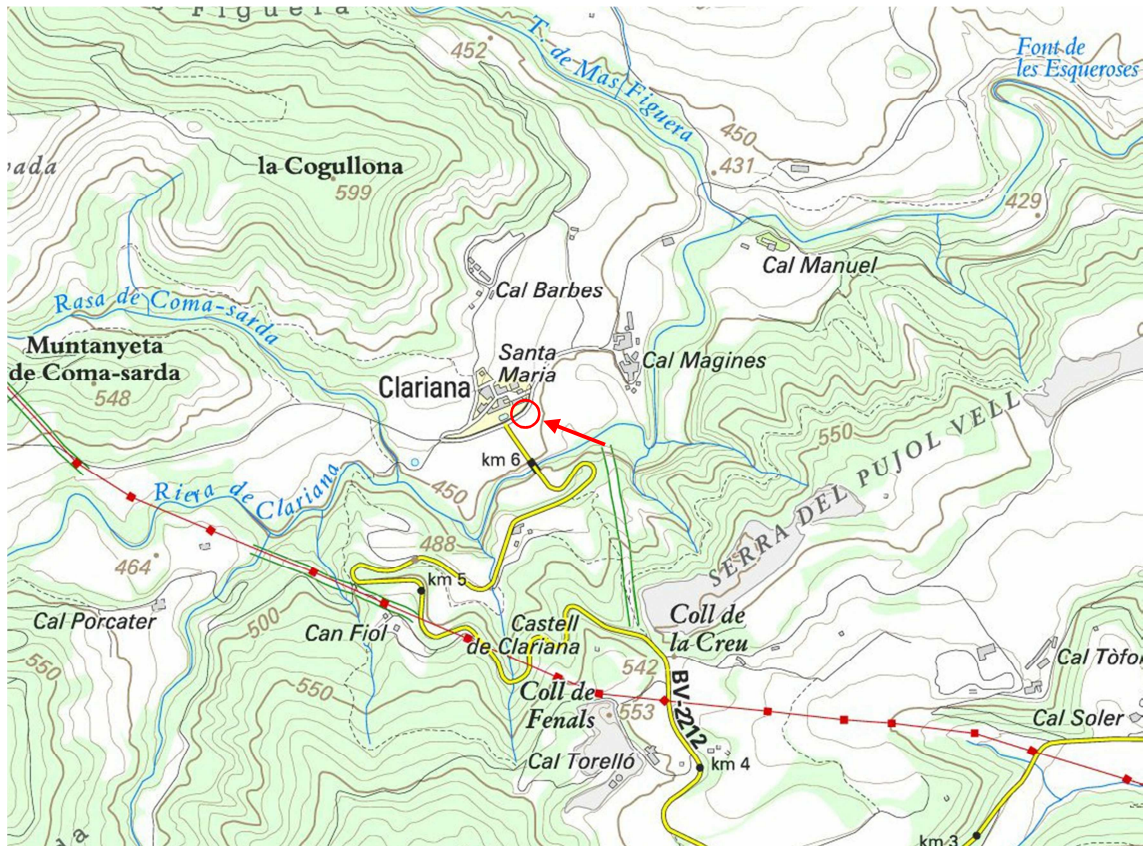 Figuera
452
T. de Mas Figuera
Font de
les Esqueroses
450
431
429
la Cogullona
599
Cal Manuel
Cal Barbes
Rasa de Coma-sarda
Muntanyeta
de Coma-sarda
548
Santa
Maria
Cal Magines
Clariana
550
km 6
450
Riera de Clariana
SERRA DEL PUJOL VELL
488
464
km 5
Cal Porcater
500
Can Fiol
Castell
de Clariana
Coll de
la Creu
550
542
Cal Tòfol
550
Coll de
Fenals
553
BV-2212
Cal Soler
Cal Torelló
km 4
km 3